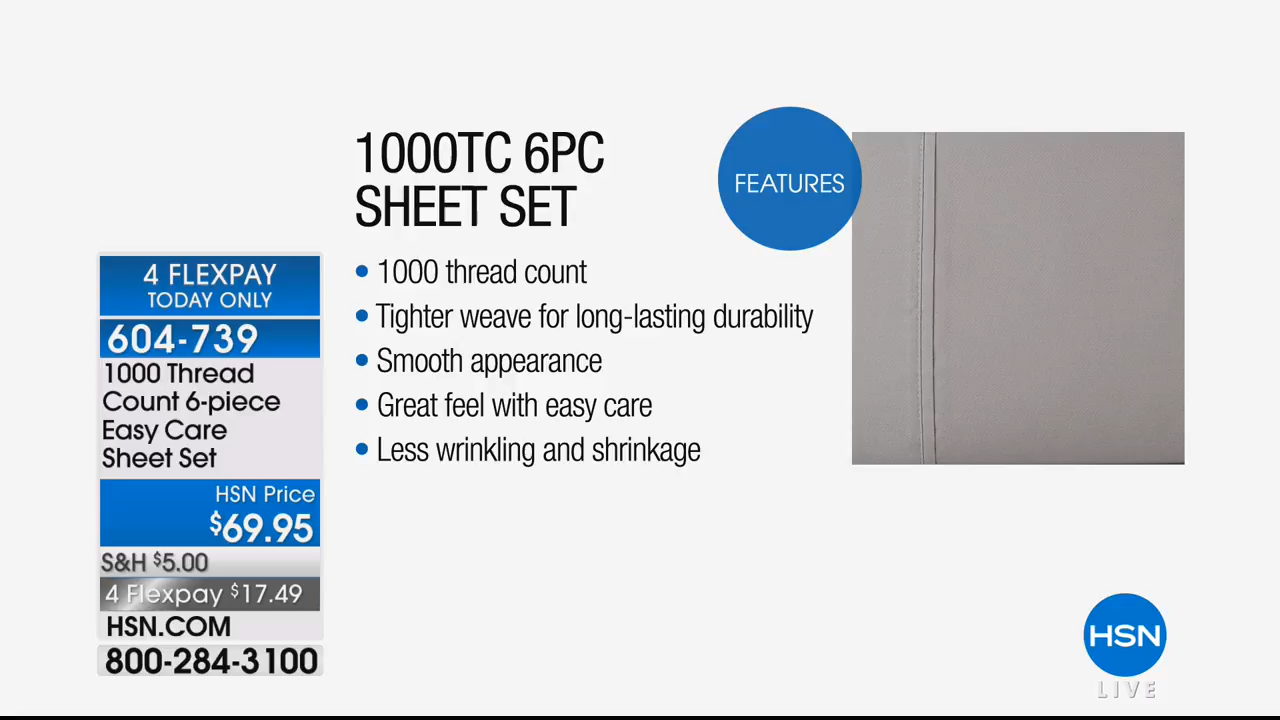 1000TC 6PC
SHEET SET
FEATURES
• 1000 thread count
• Tighter weave for long-lasting durability
• Smooth appearance
• Great feel with easy care
• Less wrinkling and shrinkage
4 FLEXPAY
TODAY ONLY
604-739
1000 Thread
Count 6-piece
Easy Care
Sheet Set
HSN Price
$69.95
S&H $5.00
4 Flexpay $17.49
HSN.COM
800-284-3100
HSN
LIVE